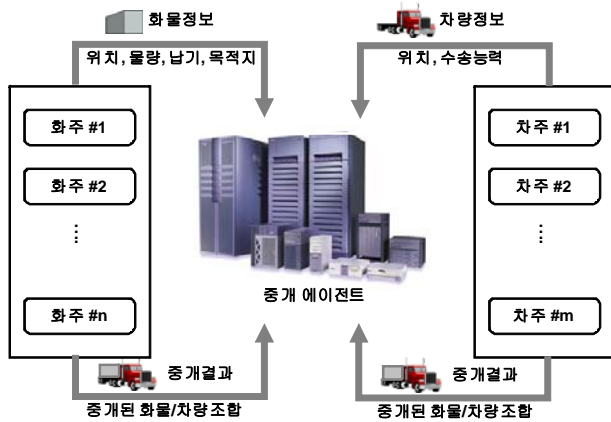 화물정보
위치, 물량, 납기, 목적지
차량정보
위치, 수송능력
화주 #1
화주 #2
⋮
화주 #n
차주 #1
차주 #2
⋮
차주 #m
중개 에이전트
중개결과
중개된 화물/차량조합
중개결과
중개된 화물/차량조합